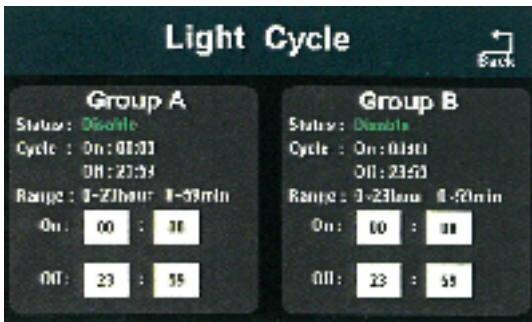 Light Cycle
Back
Group A
Status : Disable
Cycle : On : 00:00
Off : 23:59
Range : 0-23hour 0-59min
On : 00 : 00
Off : 23 : 59
Group B
Status : Disable
Cycle : On : 00:00
Off : 23:59
Range : 0-23hour 0-59min
On : 00 : 00
Off : 23 : 59